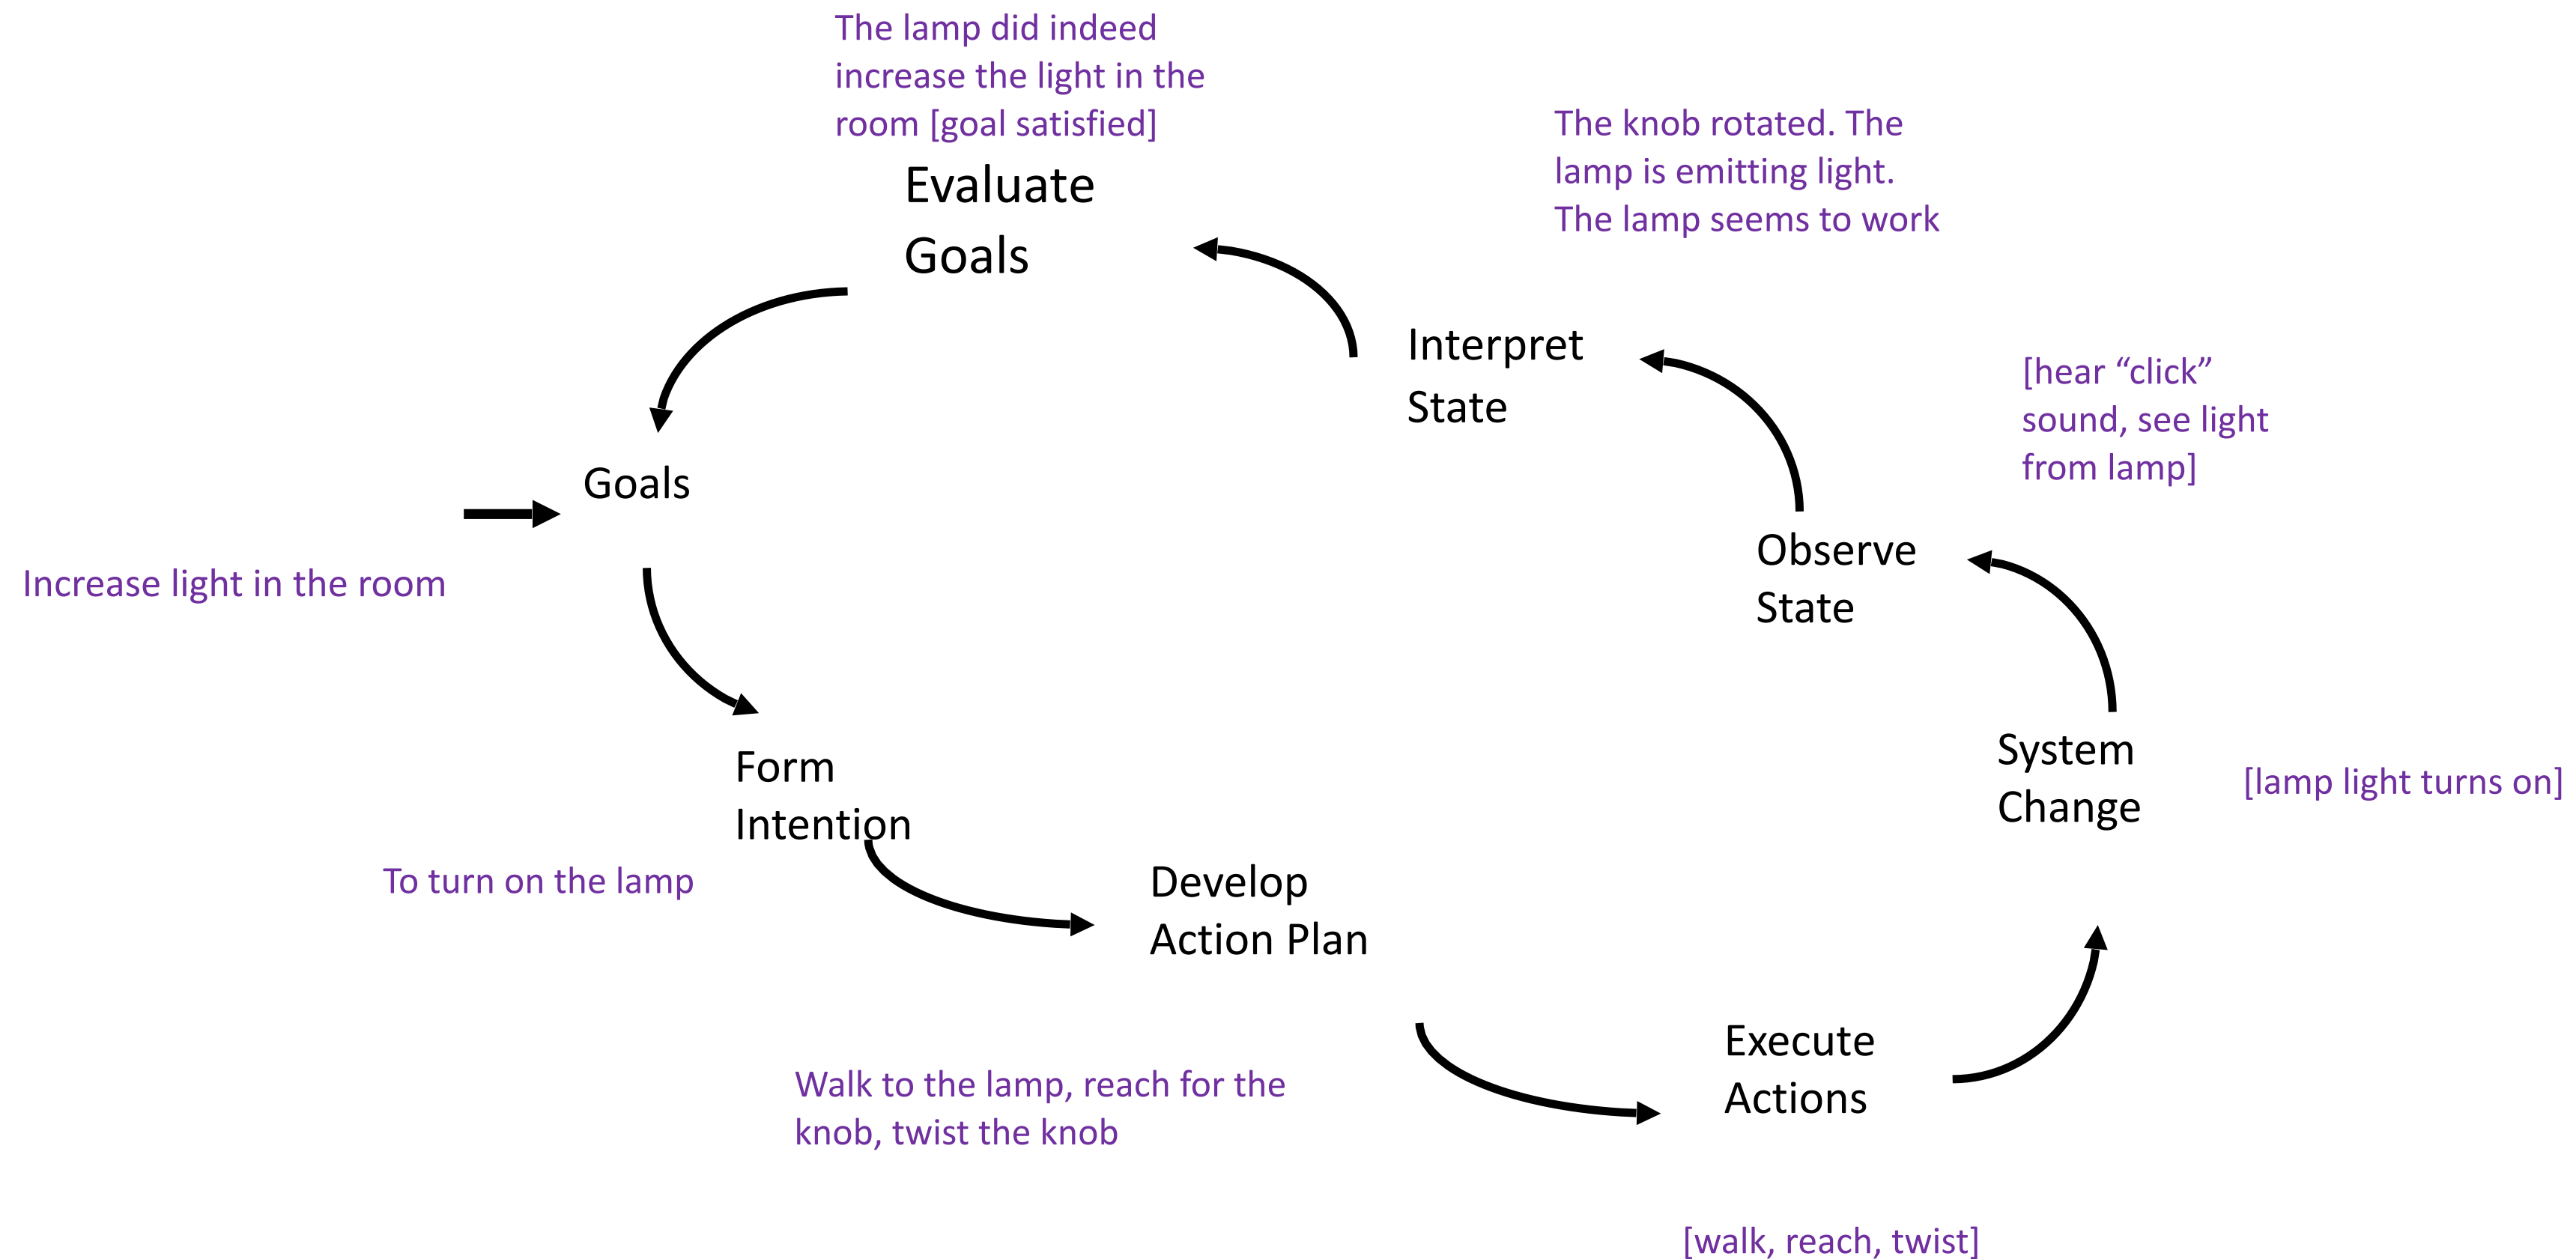 The lamp did indeed
increase the light in the
room [goal satisfied]
Evaluate
Goals
The knob rotated. The
lamp is emitting light.
The lamp seems to work
Interpret
State
[hear “click”
sound, see light
from lamp]
Goals
Increase light in the room
Observe
State
Form
Intention
To turn on the lamp
System
Change
[lamp light turns on]
Develop
Action Plan
Walk to the lamp, reach for the
knob, twist the knob
Execute
Actions
[walk, reach, twist]